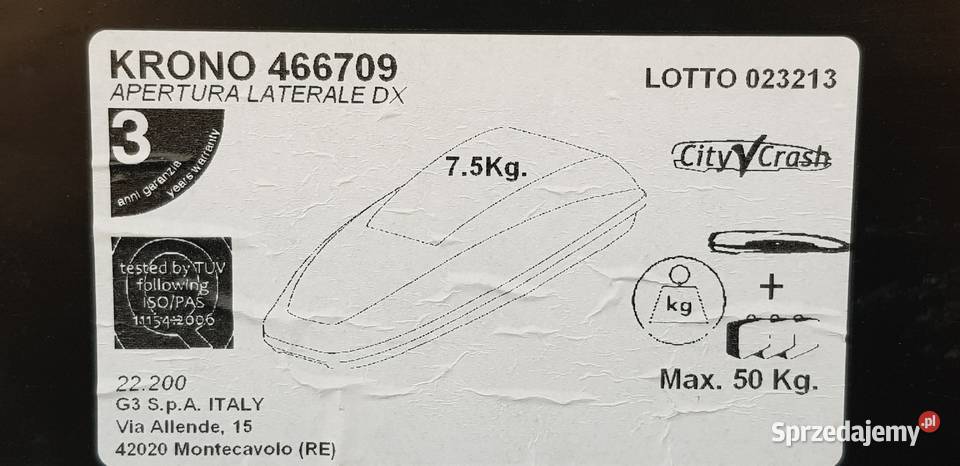 KRONO 466709
APERTURA LATERALE DX
LOTTO 023213
3
anni garanzia
years warranty
7.5Kg.
City Crash
tested by TUV
following
ISO/PAS
11154:2006
kg
+
Max. 50 Kg.
22.200
G3 S.p.A. ITALY
Via Allende, 15
42020 Montecavolo (RE)
Sprzedajemy.pl